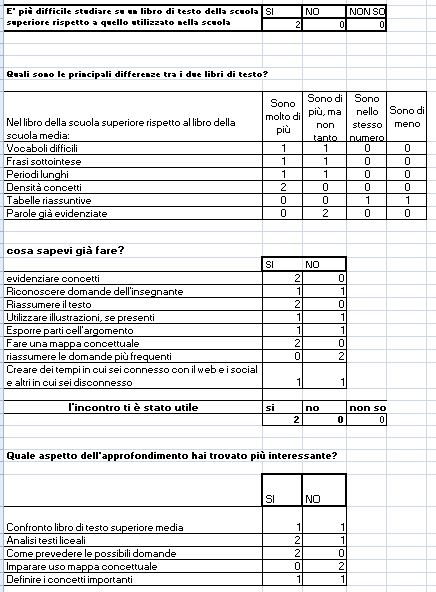 E' più difficile studiare su un libro di testo della scuola SI NO NON SO
superiore rispetto a quello utilizzato nella scuola 2 0 0
Quali sono le principali differenze tra i due libri di testo?
Nel libro della scuola superiore rispetto al libro della scuola media: Sono molto di più Sono di più, ma non tanto Sono nello stesso numero Sono di meno
Vocaboli difficili 1 1 0 0
Frasi sottointese 1 1 0 0
Periodi lunghi 1 1 0 0
Densità concetti 2 0 0 0
Tabelle riassuntive 0 0 1 1
Parole già evidenziate 0 2 0 0
cosa sapevi già fare?
SI NO
evidenziare concetti 2 0
Riconoscere domande dell'insegnante 1 1
Riassumere il testo 2 0
Utilizzare illustrazioni, se presenti 1 1
Esporre parti cell'argomento 1 1
Fare una mappa concettuale 2 0
riassumere le domande più frequenti 0 2
Creare dei tempi in cui sei connesso con il web e i social
e altri in cui sei disconnesso 1 1
l'incontro ti è stato utile si no non so
2 0 0
Quale aspetto dell'approfondimento hai trovato più interessante?
SI NO
Confronto libro di testo superiore media 1 1
Analisi testi liceali 2 1
Come prevedere le possibili domande 2 0
Imparare uso mappa concettuale 0 2
Definire i concetti importanti 1 1